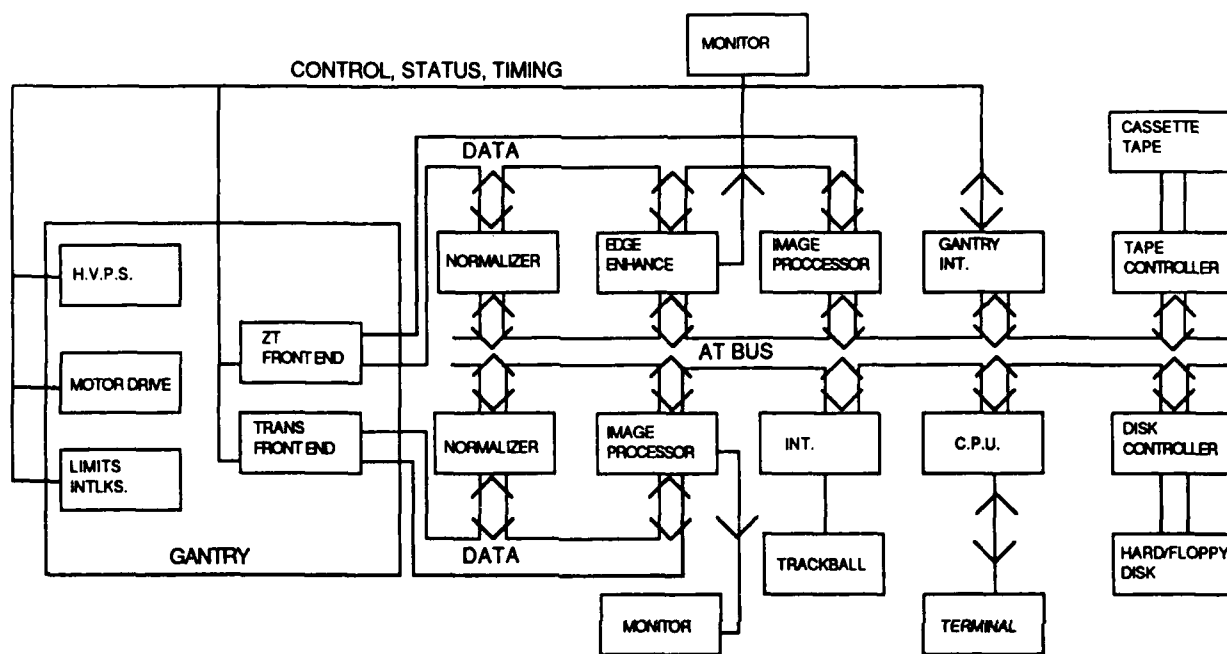 MONITOR
CONTROL, STATUS, TIMING
CASSETTE
TAPE
DATA
H.V.P.S.
NORMALIZER
EDGE
ENHANCE
IMAGE
PROCCESSOR
GANTRY
INT.
TAPE
CONTROLLER
ZT
FRONT END
AT BUS
MOTOR DRIVE
TRANS
FRONT END
NORMALIZER
IMAGE
PROCESSOR
INT.
C.P.U.
DISK
CONTROLLER
LIMITS
INTLKS.
GANTRY
DATA
TRACKBALL
HARD/FLOPPY
DISK
MONITOR
TERMINAL